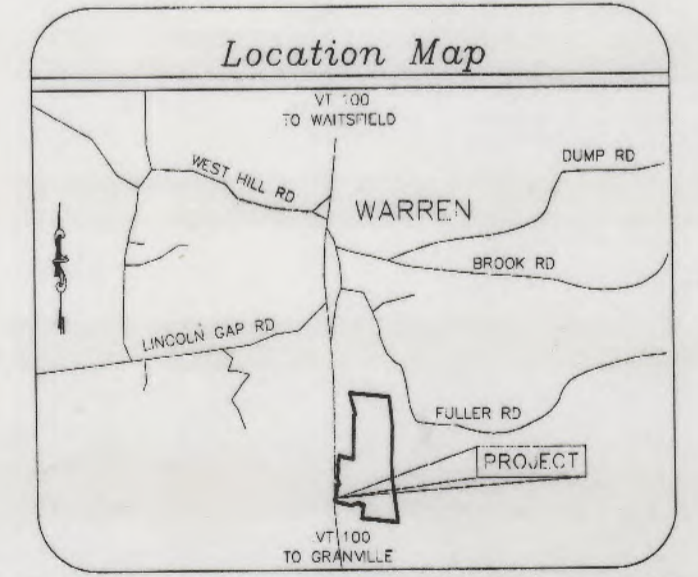 Location Map
VT 100
TO WAITSFIELD
DUMP RD
WEST HILL RD
WARREN
BROOK RD
LINCOLN GAP RD
FULLER RD
PROJECT
VT 100
TO GRANVILLE